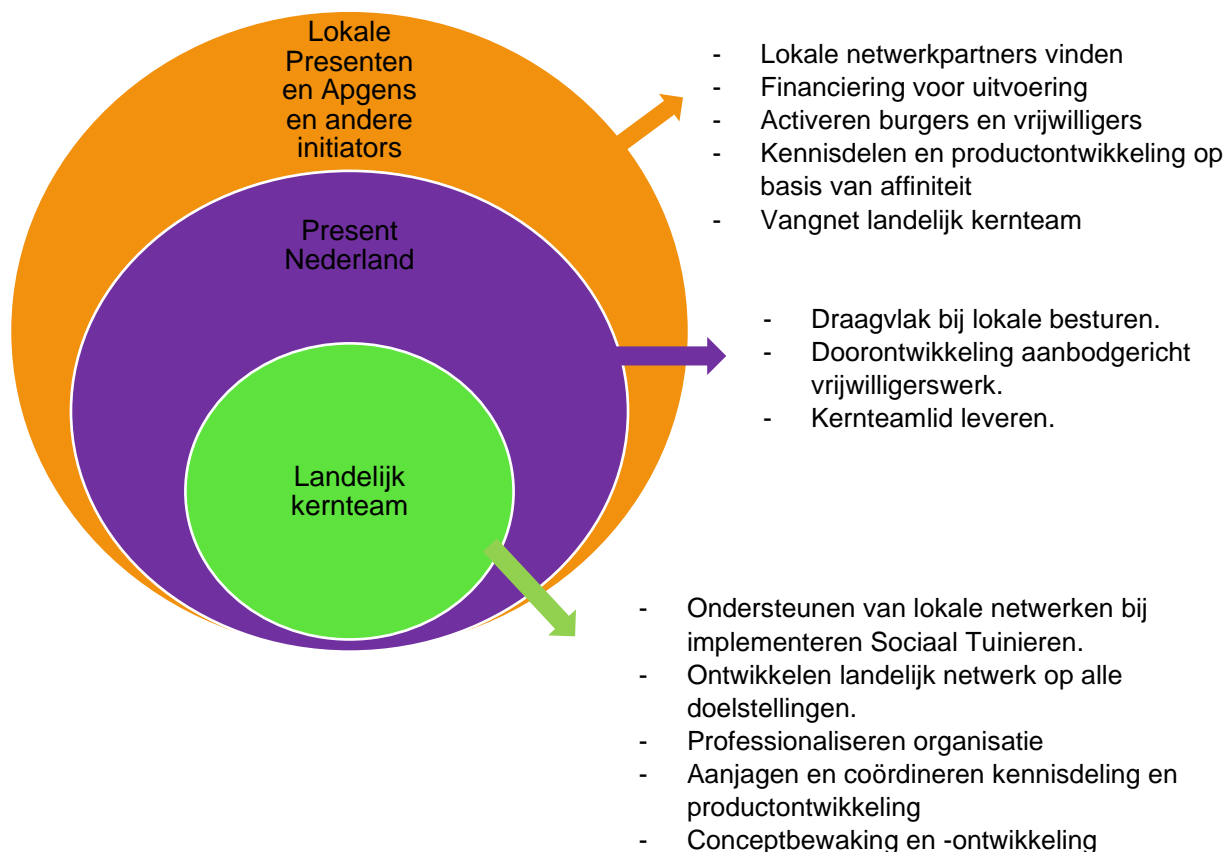 Lokale
Presenten
en Apgens
en andere
initiators
- Lokale netwerkpartners vinden
- Financiering voor uitvoering
- Activeren burgers en vrijwilligers
- Kennisdelen en productontwikkeling op
basis van affiniteit
- Vangnet landelijk kernteam
Present
Nederland
- Draagvlak bij lokale besturen.
- Doorontwikkeling aanbodgericht
vrijwilligerswerk.
- Kernteamlid leveren.
Landelijk
kernteam
- Ondersteunen van lokale netwerken bij
implementeren Sociaal Tuinieren.
- Ontwikkelen landelijk netwerk op alle
doelstellingen.
- Professionaliseren organisatie
- Aanjagen en coördineren kennisdeling en
productontwikkeling
- Conceptbewaking en -ontwikkeling